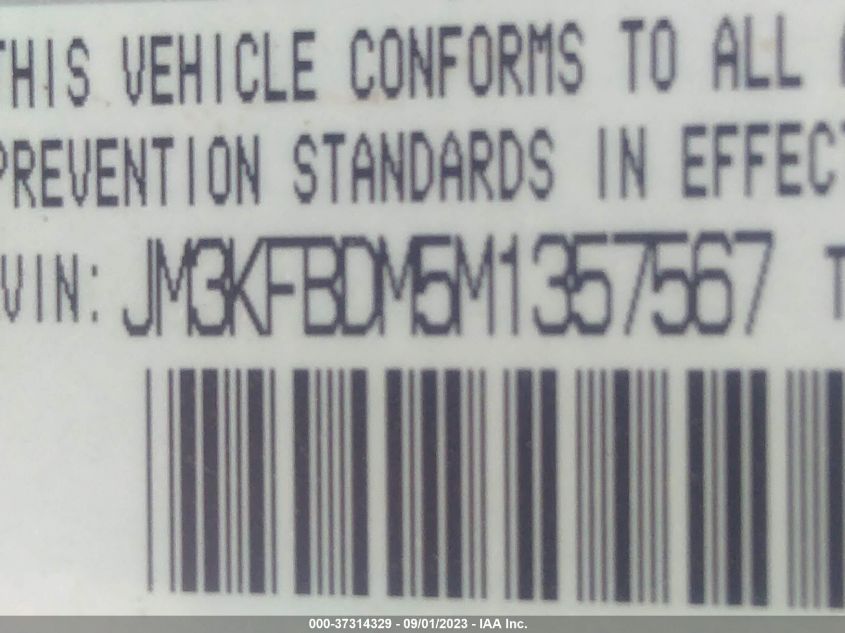 THIS VEHICLE CONFORMS TO ALL
PREVENTION STANDARDS IN EFFECT
VIN: JM3KFBDM5M1357567 T
000-37314329 - 09/01/2023 - IAA Inc.